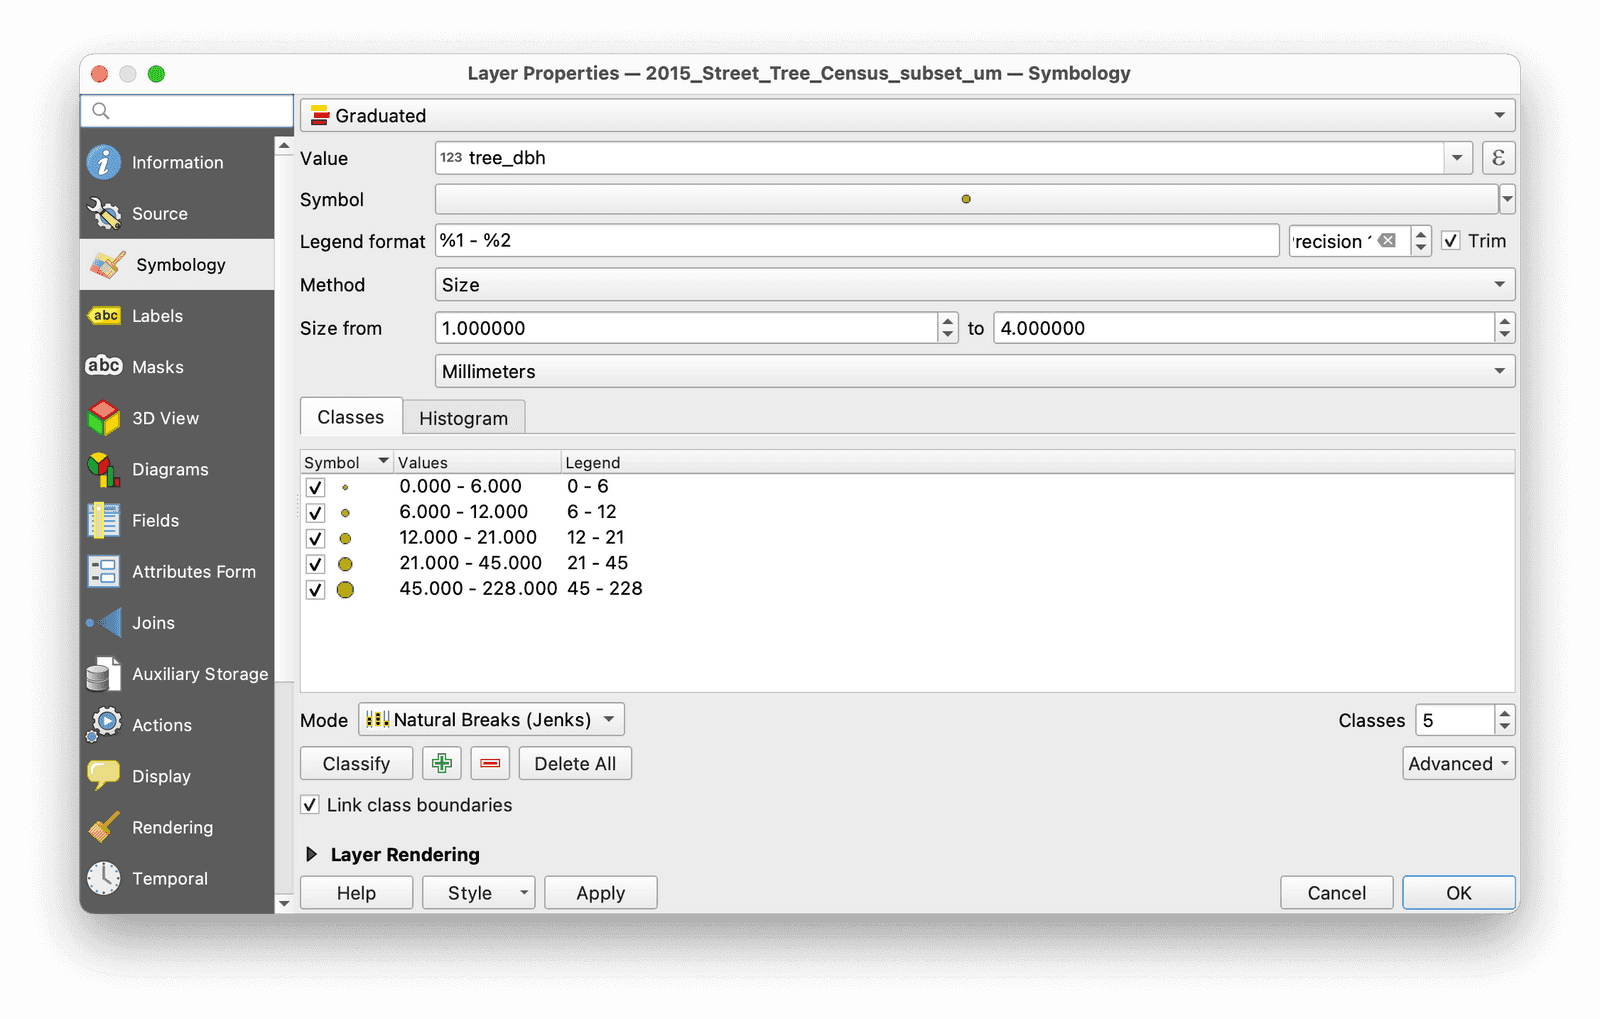 Layer Properties — 2015_Street_Tree_Census_subset_um — Symbology
Graduated
Information
Source
Symbology
abc Labels
abc Masks
3D View
Diagrams
Fields
Attributes Form
Joins
Auxiliary Storage
Actions
Display
Rendering
Temporal
Value 123 tree_dbh ε
Symbol
Legend format %1 - %2 recision Trim
Method Size
Size from 1.000000 to 4.000000
Millimeters
Classes Histogram
Symbol Values Legend
0.000 - 6.000 0 - 6
6.000 - 12.000 6 - 12
12.000 - 21.000 12 - 21
21.000 - 45.000 21 - 45
45.000 - 228.000 45 - 228
Mode Natural Breaks (Jenks) Classes 5
Classify Delete All Advanced
Link class boundaries
Layer Rendering
Help Style Apply Cancel OK